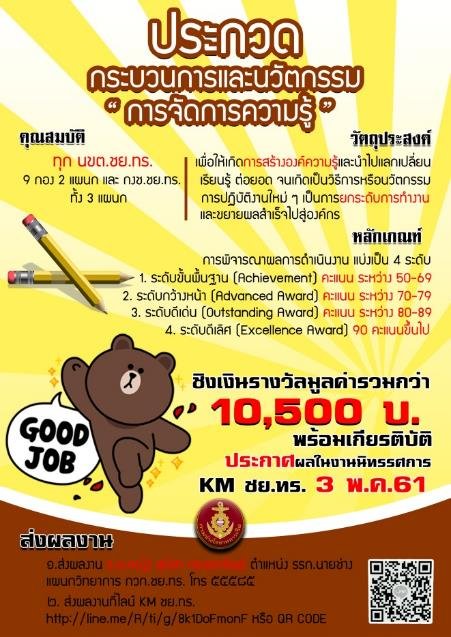 ประกวด
กระบวนการและนวัตกรรม
“ การจัดการความรู้ ”
คุณสมบัติ
ทุก นขต.ชย.ทร.
9 กอง 2 แผนก และ กงช.ชย.ทร.
ทั้ง 3 แผนก
วัตถุประสงค์
เพื่อให้เกิดการสร้างองค์ความรู้และนำไปแลกเปลี่ยน
เรียนรู้ ต่อยอด จนเกิดเป็นวิธีการหรือนวัตกรรม
การปฏิบัติงานใหม่ ๆ เป็นการยกระดับการทำงาน
และขยายผลสำเร็จไปสู่องค์กร
หลักเกณฑ์
การพิจารณาผลการดำเนินงาน แบ่งเป็น 4 ระดับ
1. ระดับขั้นพื้นฐาน (Achievement) คะแนน ระหว่าง 50-69
2. ระดับกว้างหน้า (Advanced Award) คะแนน ระหว่าง 70-79
3. ระดับดีเด่น (Outstanding Award) คะแนน ระหว่าง 80-89
4. ระดับดีเลิศ (Excellence Award) 90 คะแนนขึ้นไป
GOOD
JOB
ชิงเงินรางวัลมูลค่ารวมกว่า
10,500 บ.
พร้อมเกียรติบัติ
ประกาศผลในงานนิทรรศการ
KM ชย.ทร. 3 พ.ค.61
ส่งผลงาน
๑.ส่งผลงาน ตำแหน่ง รรก.นายช่าง
แผนกวิทยาการ กวก.ชย.ทร. โทร ๕๕๕๘๕
๒. ส่งผลงานที่ไลน์ KM ชย.ทร.
http://line.me/R/ti/g/8k1DoFmonF หรือ QR CODE